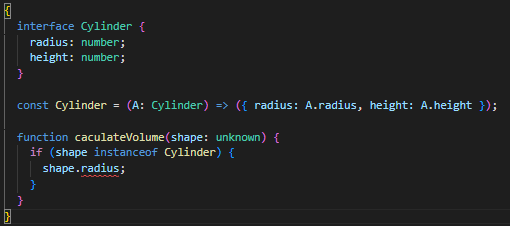 {
interface Cylinder {
radius: number;
height: number;
}
const Cylinder = (A: Cylinder) => ({ radius: A.radius, height: A.height });
function caculateVolume(shape: unknown) {
if (shape instanceof Cylinder) {
shape.radius;
}
}
}